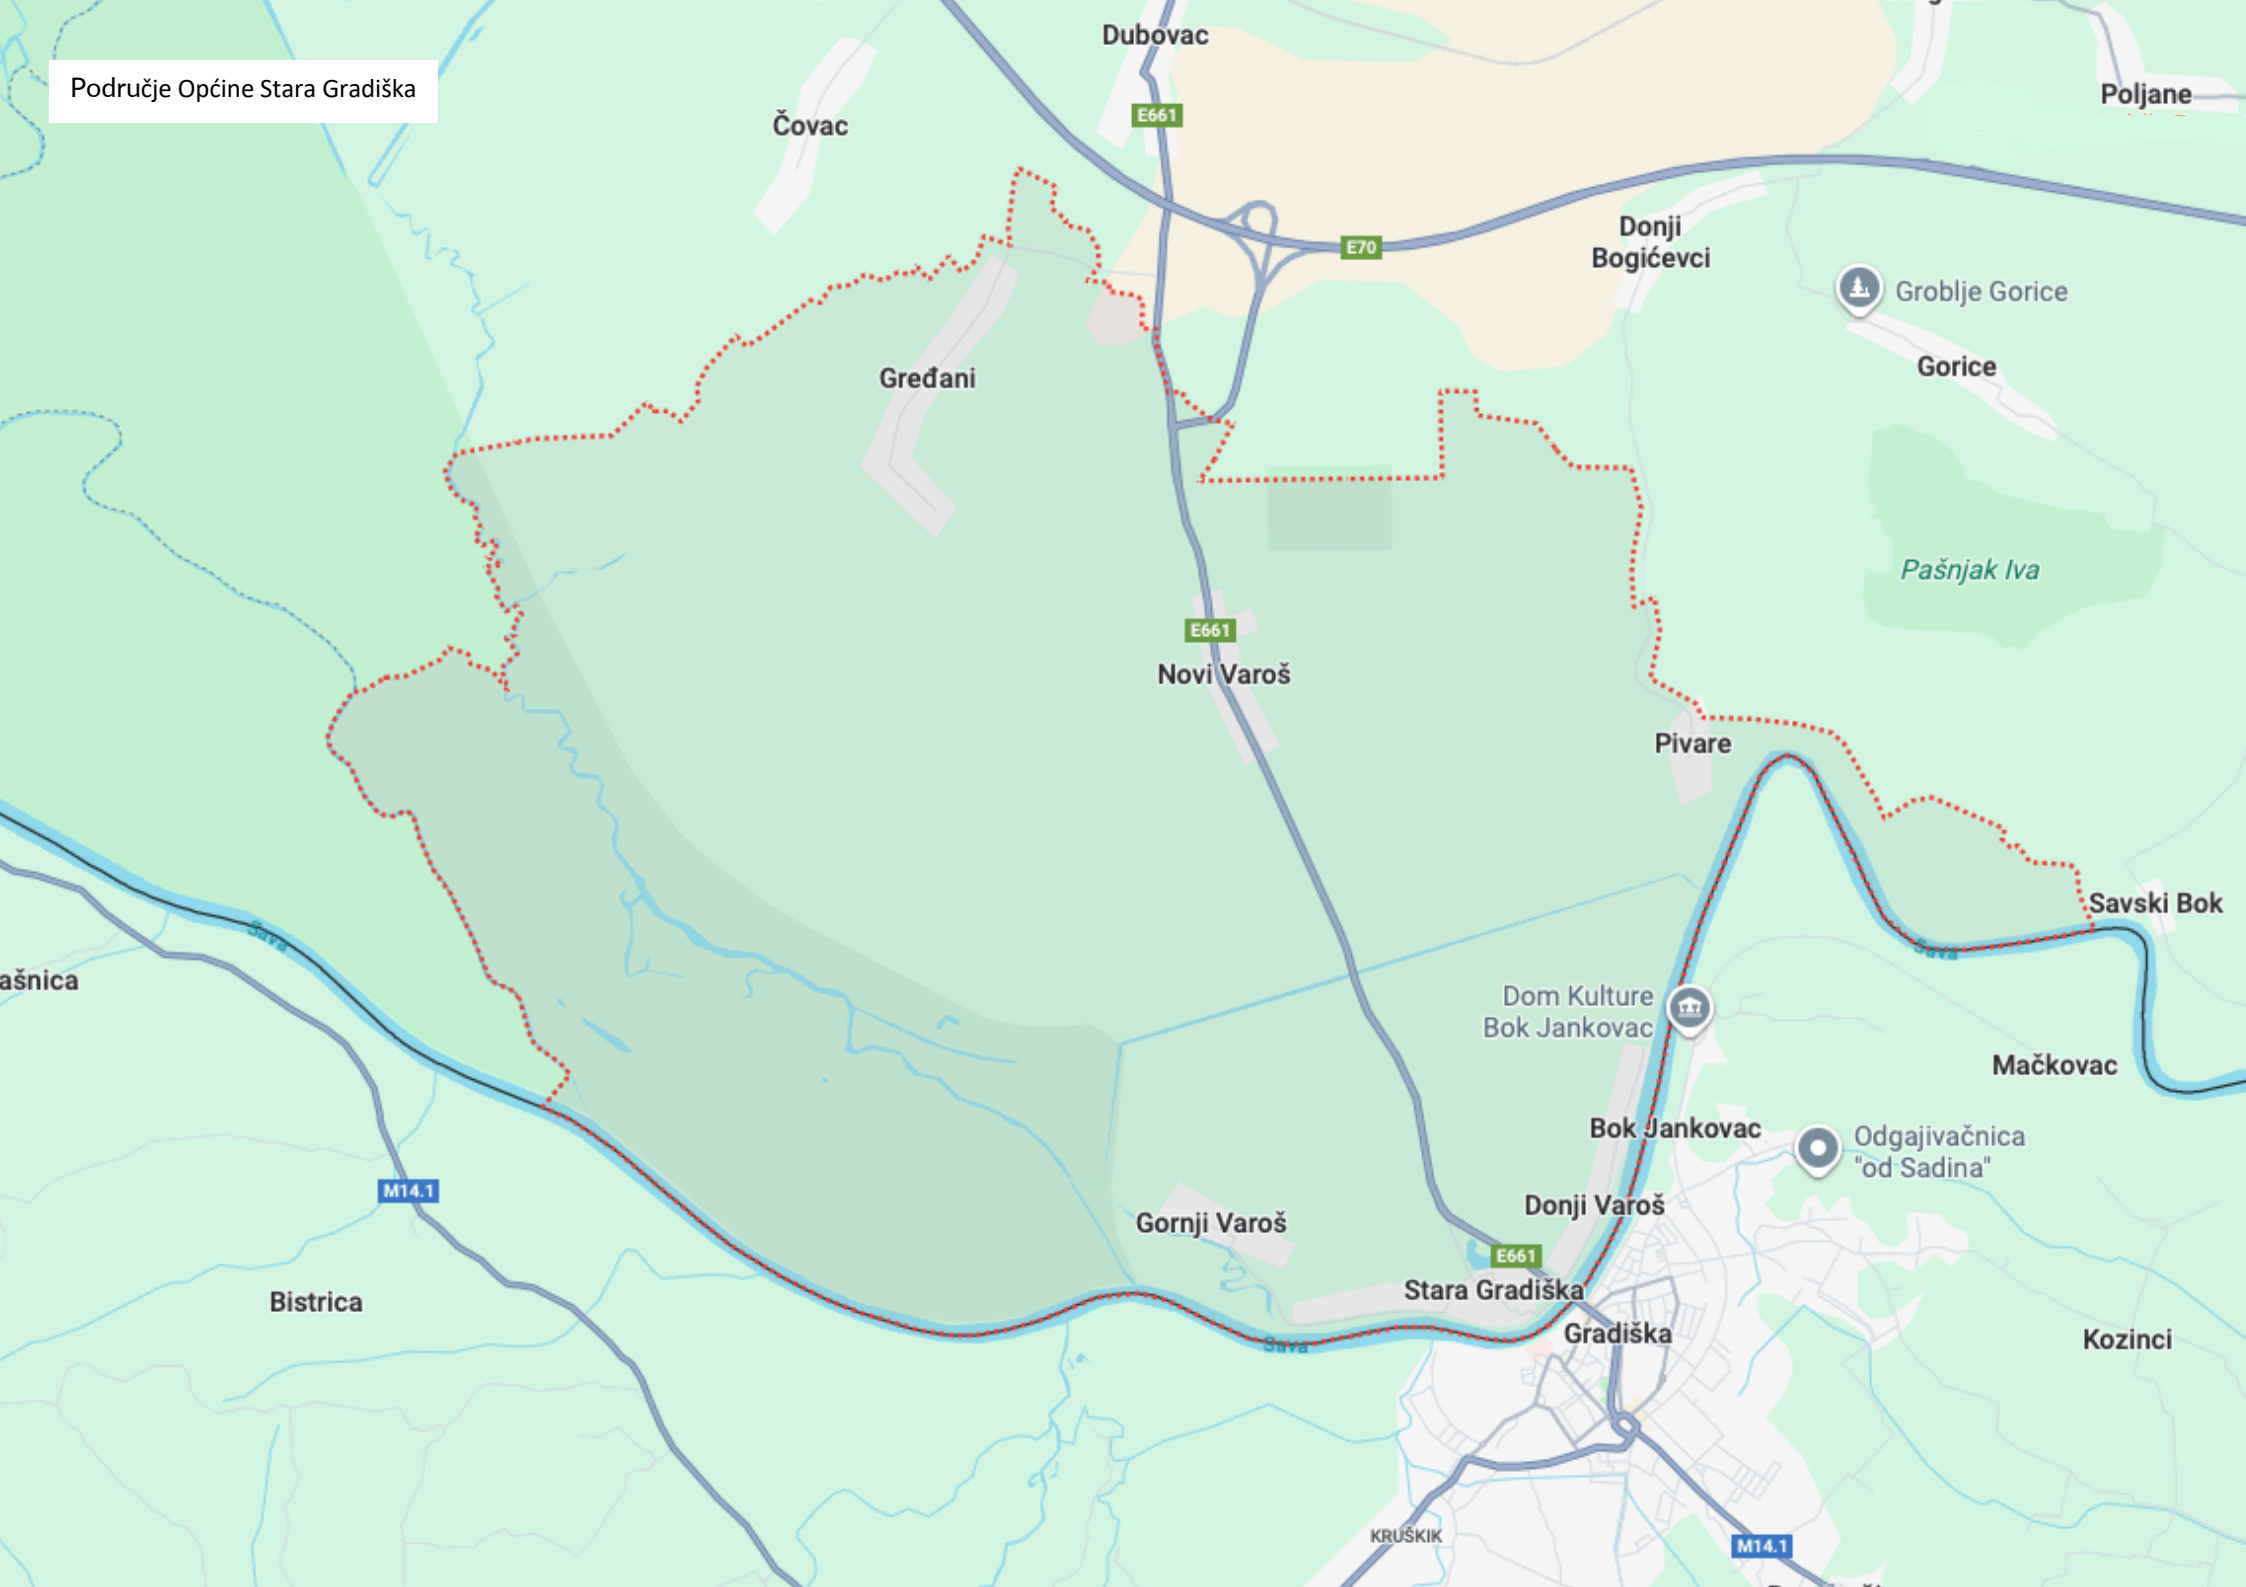 Dubovac
Područje Općine Stara Gradiška
Poljane
E661
Čovac
Donji
Bogićevci
E70
Groblje Gorice
Gorice
Gređani
Pašnjak Iva
E661
Novi Varoš
Pivare
Savski Bok
Sava
Sava
ašnica
Dom Kulture
Bok Jankovac
Mačkovac
Bok Jankovac
Odgajivačnica
"od Sadina"
M14.1
Donji Varoš
Gornji Varoš
E661
Stara Gradiška
Bistrica
Gradiška
Sava
Kozinci
KRUŠKIK
M14.1